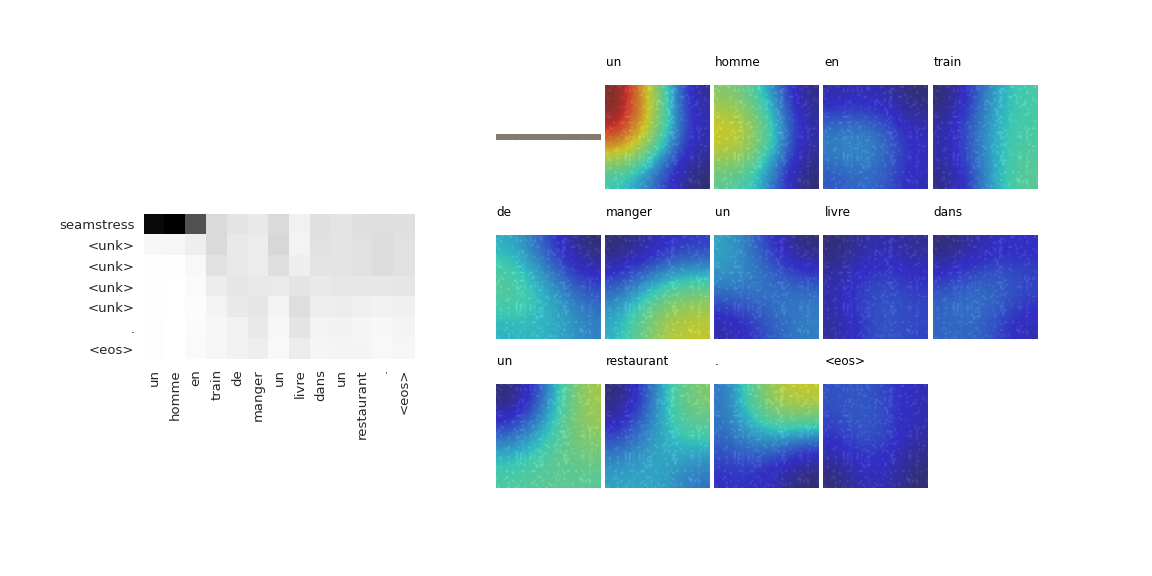 un homme en train
de manger un livre dans
un restaurant . <eos>
seamstress
<unk>
<unk>
<unk>
<unk>
.
<eos>
un homme en train de manger un livre dans un restaurant . <eos>